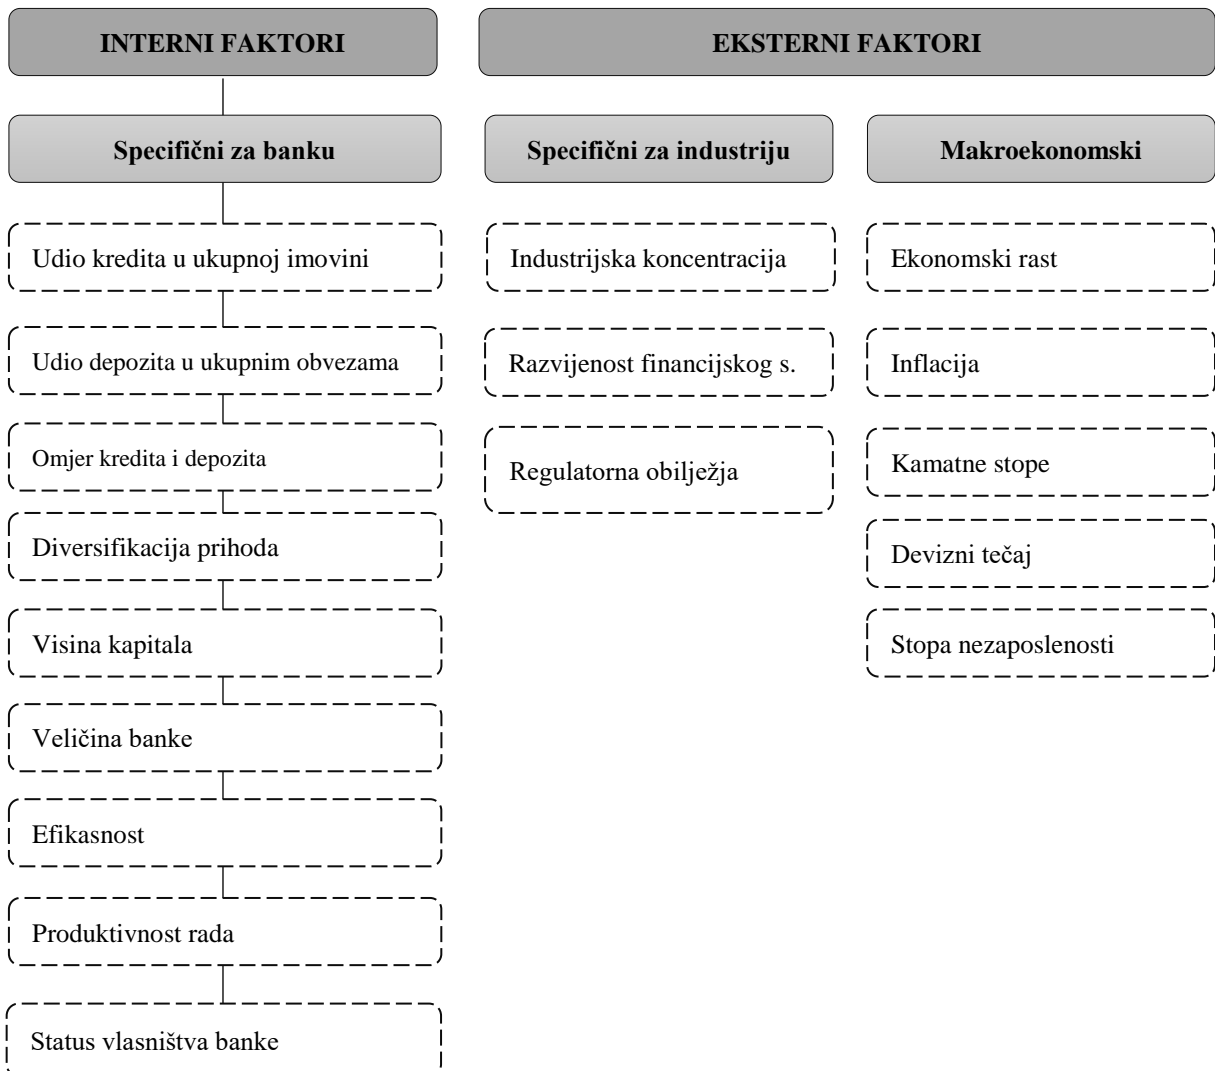 INTERNI FAKTORI
EKSTERNI FAKTORI
Specifični za banku
Specifični za industriju
Makroekonomski
Udio kredita u ukupnoj imovini
Industrijska koncentracija
Ekonomski rast
Udio depozita u ukupnim obvezama
Razvijenost financijskog s.
Inflacija
Omjer kredita i depozita
Regulatorna obilježja
Kamatne stope
Diversifikacija prihoda
Devizni tečaj
Visina kapitala
Stopa nezaposlenosti
Veličina banke
Efikasnost
Produktivnost rada
Status vlasništva banke